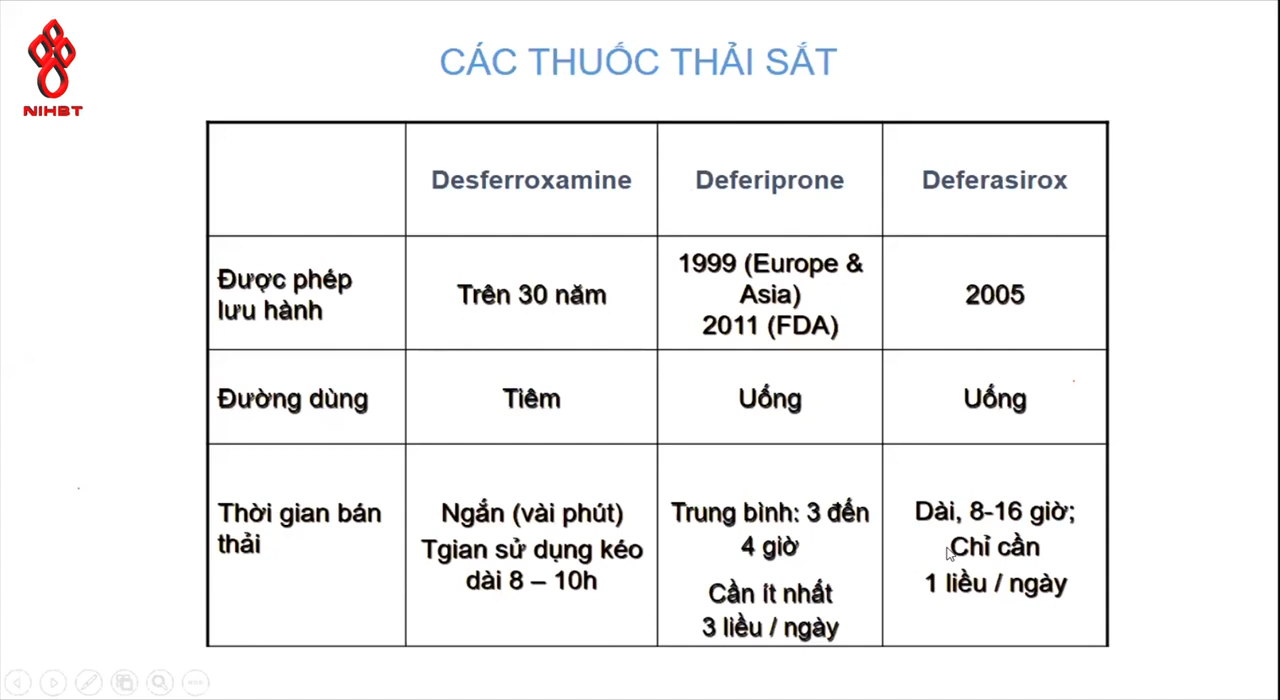 NIHBT
CÁC THUỐC THẢI SẮT
Desferroxamine
Deferiprone
Deferasirox
Được phép
lưu hành
Trên 30 năm
1999 (Europe &
Asia)
2011 (FDA)
2005
Đường dùng
Tiêm
Uống
Uống
Thời gian bán
thải
Ngắn (vài phút)
Tgian sử dụng kéo
dài 8 – 10h
Trung bình: 3 đến
4 giờ
Cần ít nhất
3 liều / ngày
Dài, 8-16 giờ;
Chỉ cần
1 liều / ngày